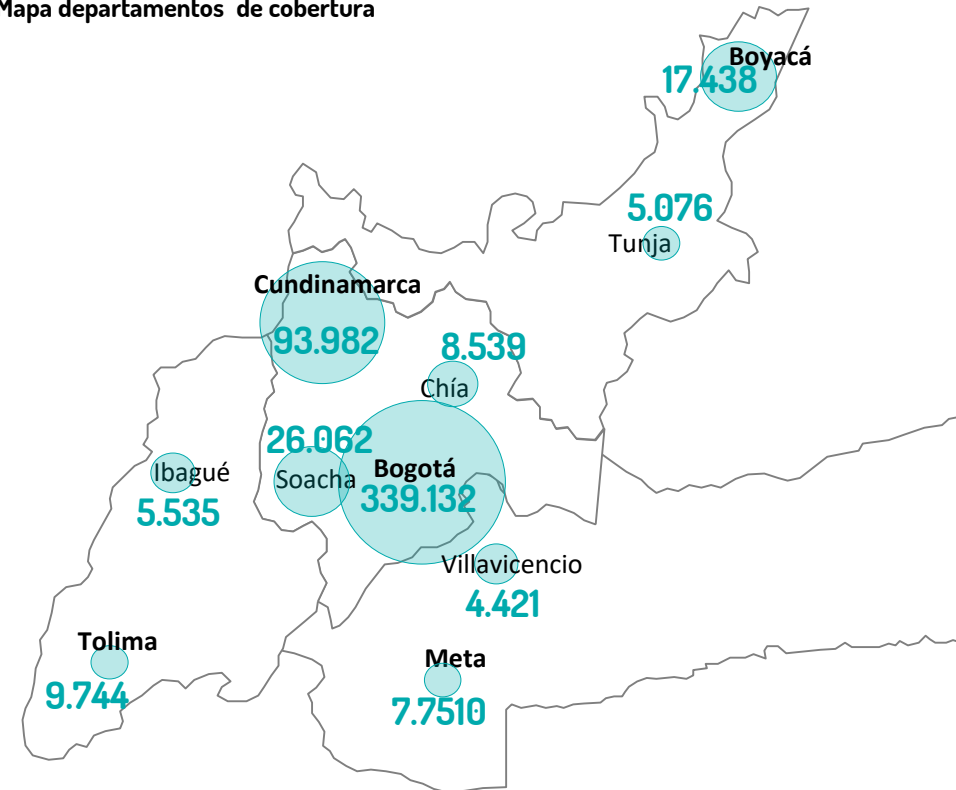 Mapa departamentos de cobertura
Boyacá
17.438
5.076
Tunja
Cundinamarca
93.982
8.539
Chía
26.062
Soacha
Bogotá
339.132
Ibagué
5.535
Villavicencio
4.421
Tolima
9.744
Meta
7.7510